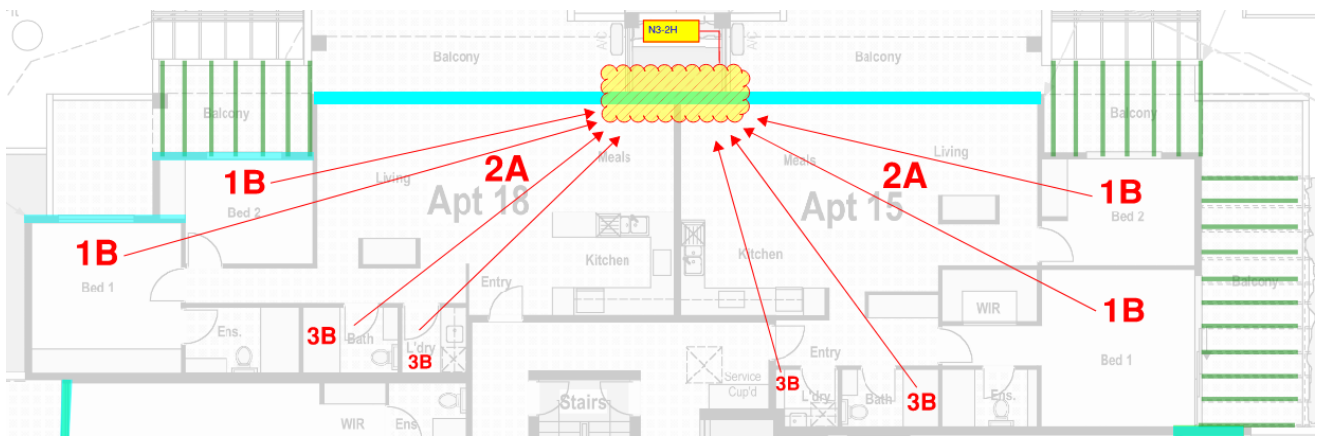 N3-2H
A/C
A/C
Balcony
Balcony
Balcony
Balcony
Meals
Meals
Living
Living
2A
2A
1B
1B
Bed 2
Bed 2
Apt 18
Apt 15
1B
Bed 1
Kitchen
Kitchen
Balcony
Entry
WIR
1B
3B
Bath
Ens.
L'dry
3B
Entry
Bed 1
Service
Cup'd
3B
L'dry
Bath
3B
Ens.
Stairs
WIR
Ens